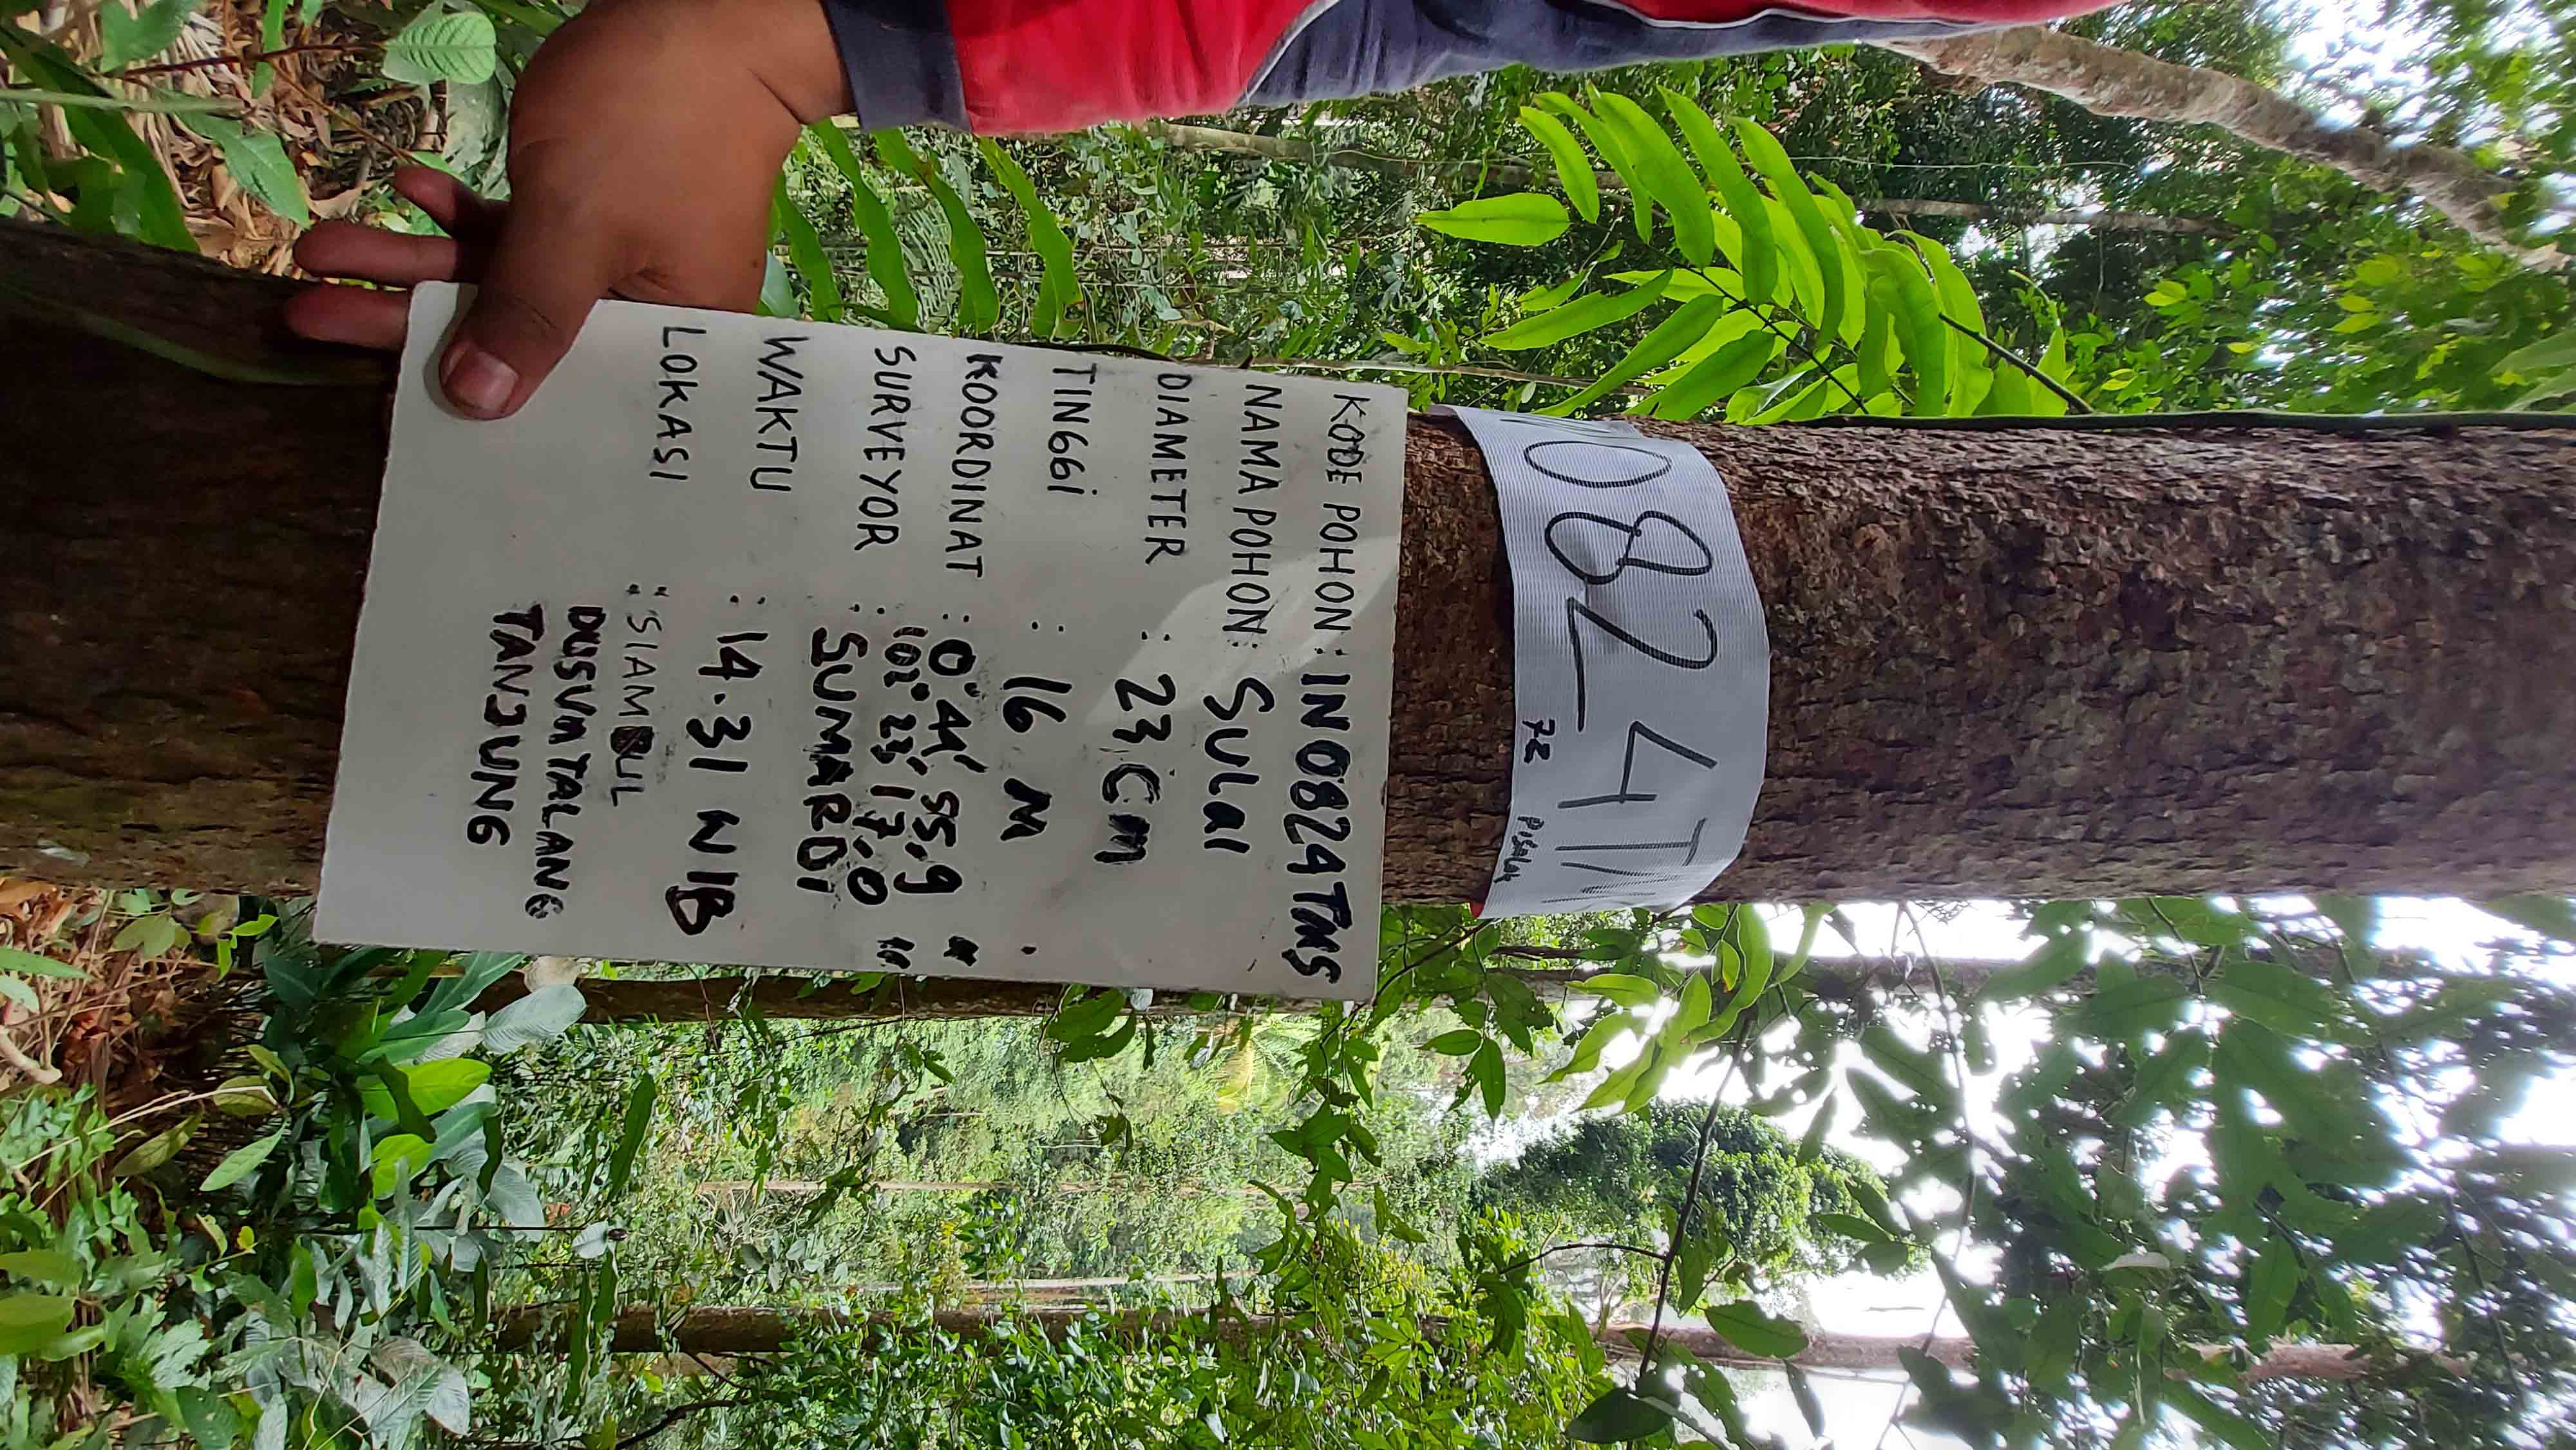 0824TM
72 Pisalak
KODE POHON : IN0824TMS
NAMA POHON : Sulai
DIAMETER : 23 cm
TINGGi : 16 M
KOORDINAT : 0° 44' 55,9
102° 23' 17,0
SURVEYOR : SUMARDi
WAKTU : 14.31 WIB
LOKASI : SIAMBUL
DUSUN TALANG
TANJUNG